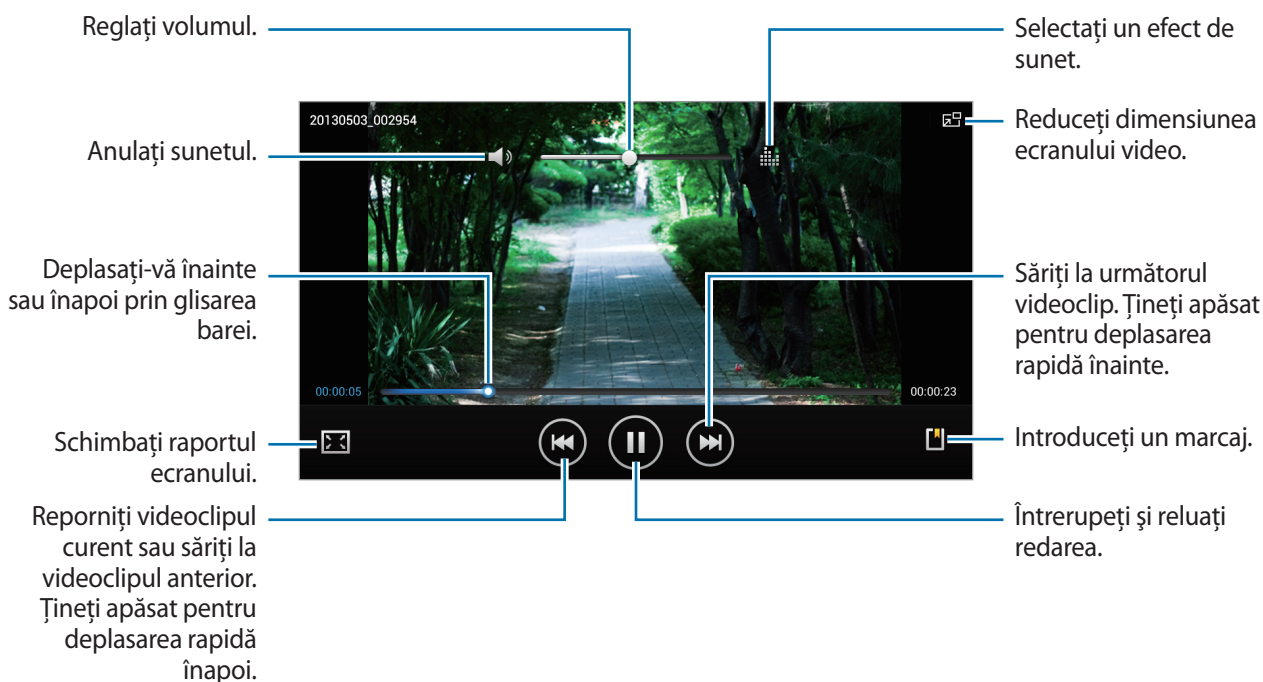 Reglați volumul.
Selectați un efect de
sunet.
20130503_002954
Anulați sunetul.
Reduceți dimensiunea
ecranului video.
Deplasați-vă înainte
sau înapoi prin glisarea
barei.
Săriți la următorul
videoclip. Țineți apăsat
pentru deplasarea
rapidă înainte.
00:00:05
00:00:23
Schimbați raportul
ecranului.
Introduceți un marcaj.
Reporniți videoclipul
curent sau săriți la
videoclipul anterior.
Țineți apăsat pentru
deplasarea rapidă
înapoi.
Întrerupeți şi reluați
redarea.